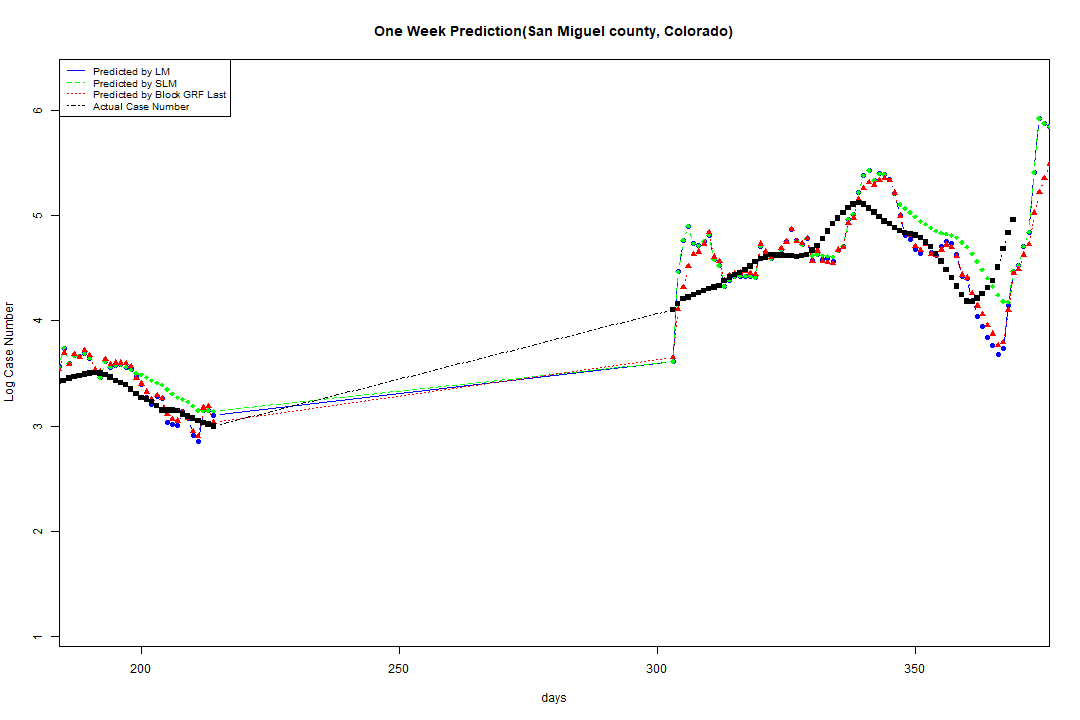 One Week Prediction(San Miguel county, Colorado)
Predicted by LM
Predicted by SLM
Predicted by Block GRF Last
Actual Case Number
6
5
4
3
2
1
Log Case Number
200
250
300
350
days